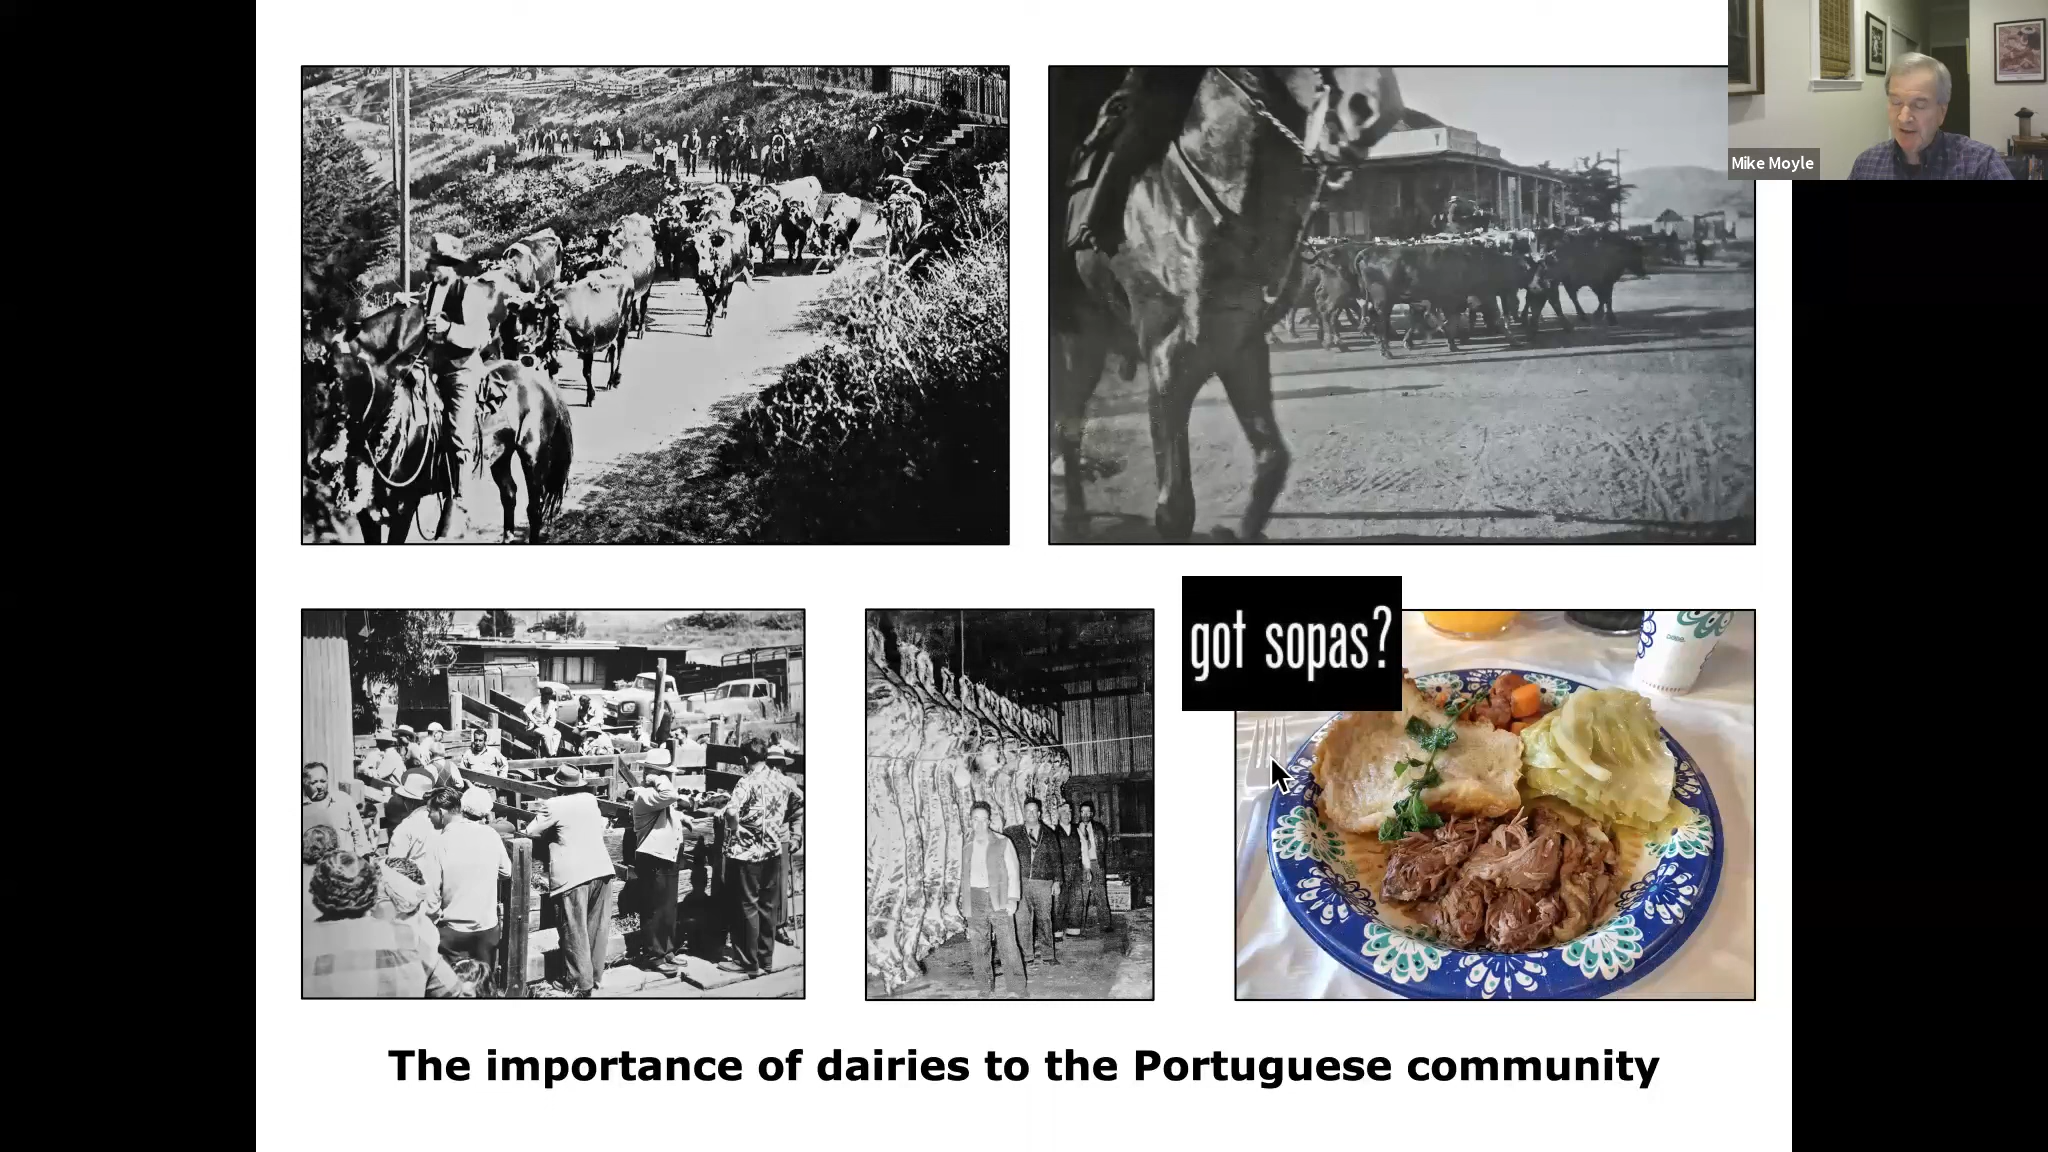 Mike Moyle
got sopas?
The importance of dairies to the Portuguese community